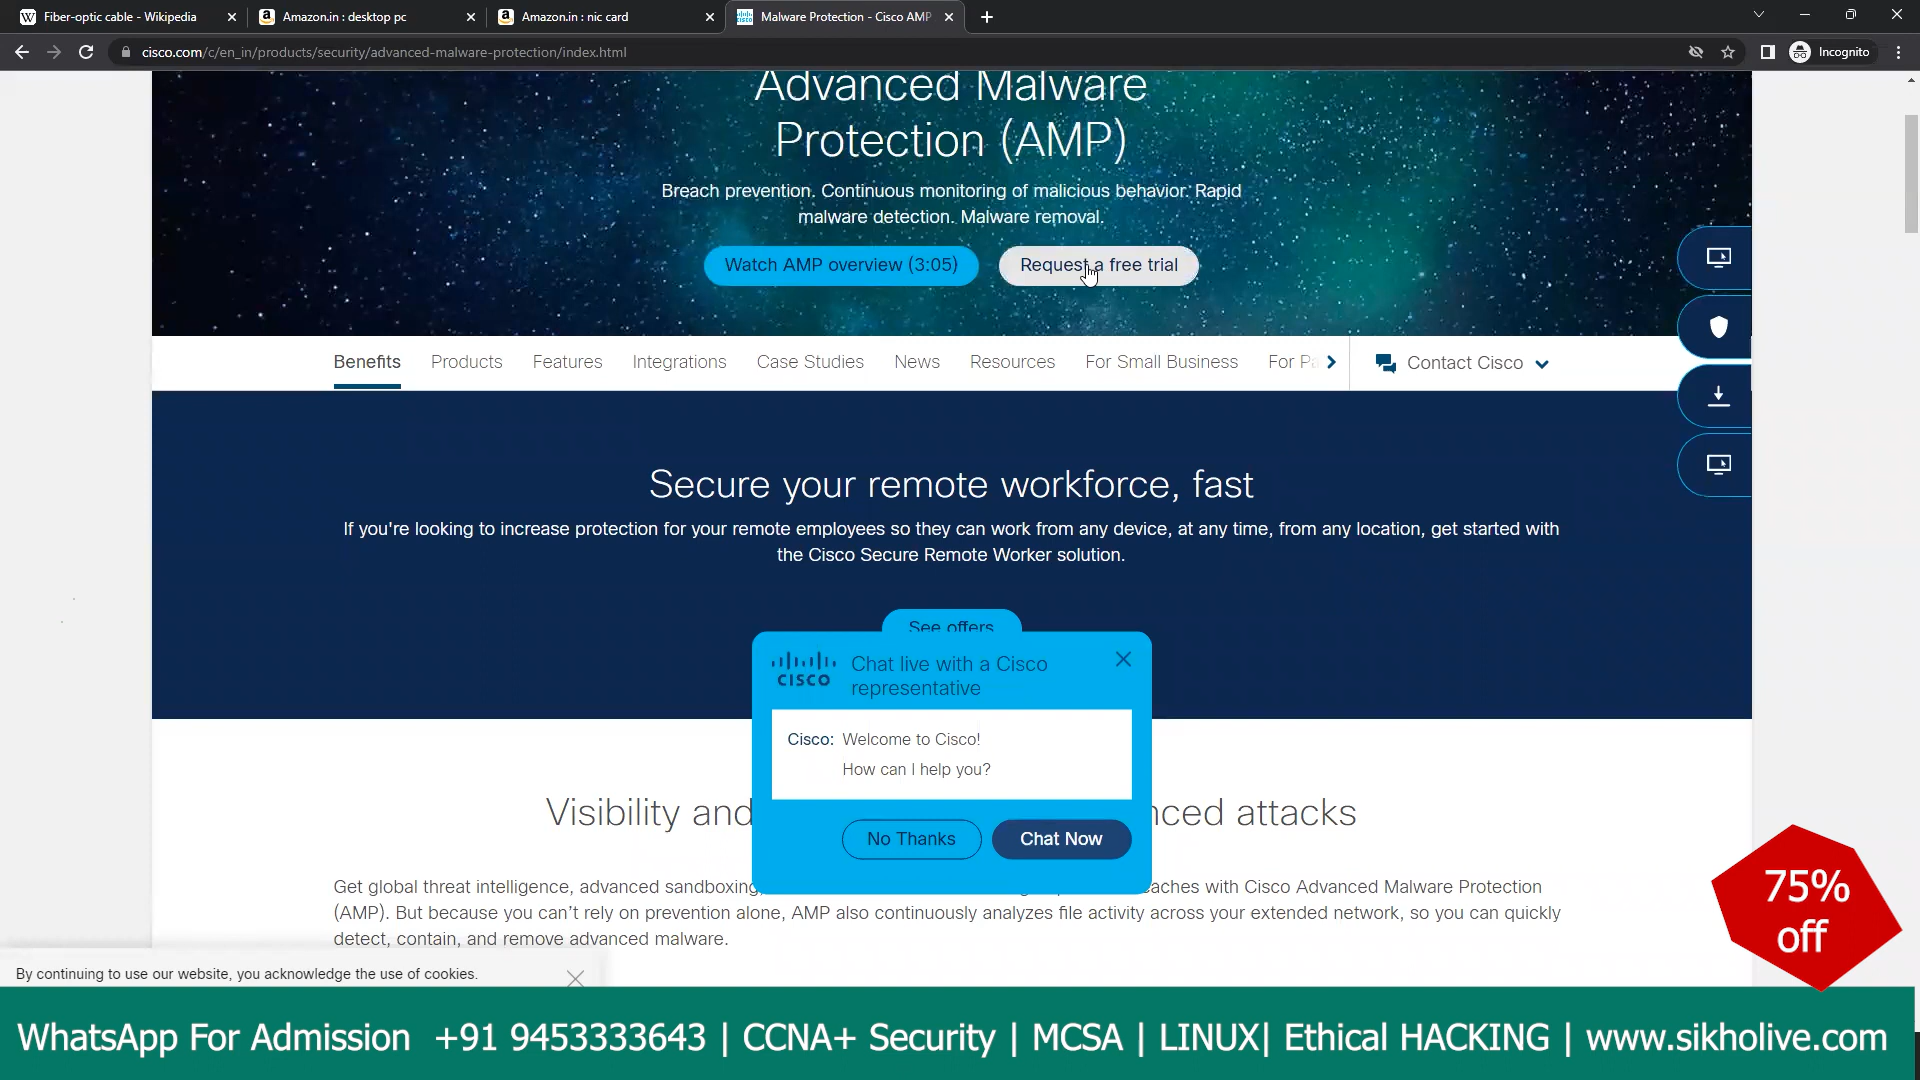 Fiber-optic cable - Wikipedia
Amazon.in : desktop pc
Amazon.in : nic card
Malware Protection - Cisco AMP
cisco.com/c/en_in/products/security/advanced-malware-protection/index.html
Incognito
Advanced Malware
Protection (AMP)
Breach prevention. Continuous monitoring of malicious behavior. Rapid
malware detection. Malware removal.
Watch AMP overview (3:05)
Request a free trial
Benefits
Products
Features
Integrations
Case Studies
News
Resources
For Small Business
For Pa
Contact Cisco
Secure your remote workforce, fast
If you're looking to increase protection for your remote employees so they can work from any device, at any time, from any location, get started with
the Cisco Secure Remote Worker solution.
See offers
CISCO
Chat live with a Cisco
representative
Cisco: Welcome to Cisco!
How can I help you?
No Thanks
Chat Now
Visibility and
nced attacks
Get global threat intelligence, advanced sandboxing,
eaches with Cisco Advanced Malware Protection
(AMP). But because you can’t rely on prevention alone, AMP also continuously analyzes file activity across your extended network, so you can quickly
detect, contain, and remove advanced malware.
75%
off
By continuing to use our website, you acknowledge the use of cookies.
WhatsApp For Admission +91 9453333643 | CCNA+ Security | MCSA | LINUX| Ethical HACKING | www.sikholive.com